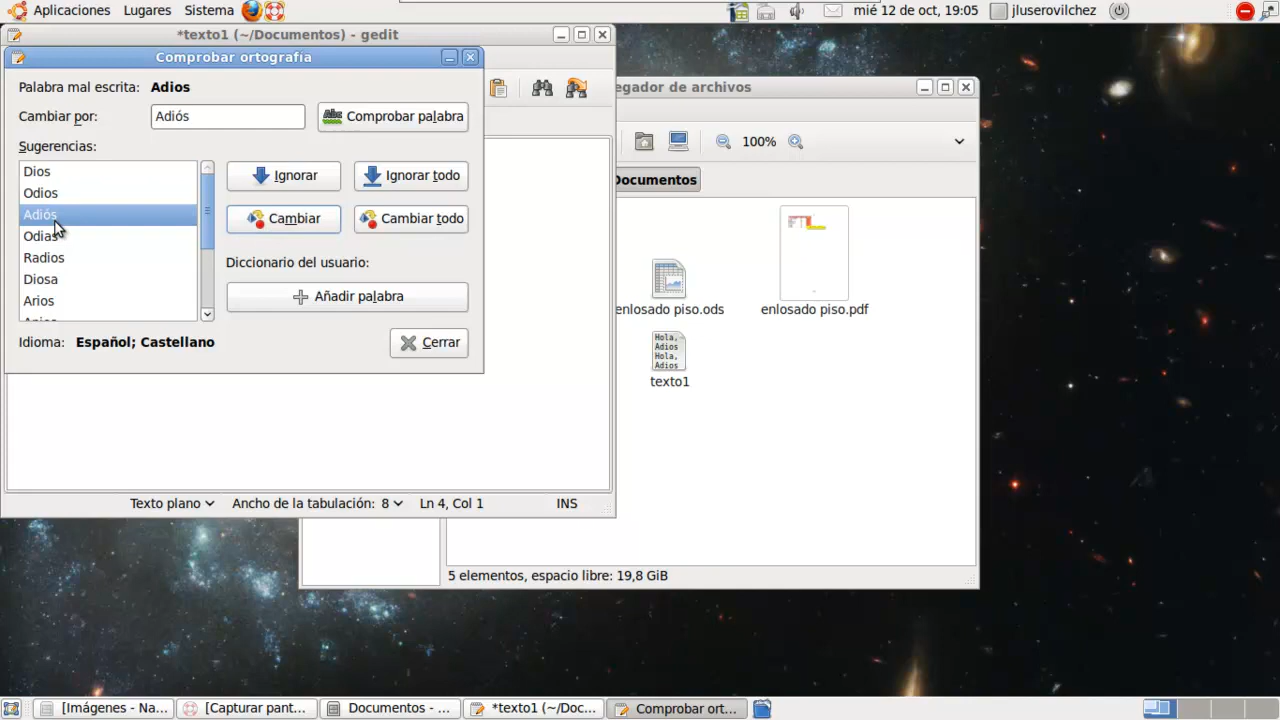 Aplicaciones Lugares Sistema mié 12 de oct, 19:05 jluserovilchez
*texto1 (~/Documentos) - gedit
Comprobar ortografía
egador de archivos
Palabra mal escrita: Adios
Cambiar por: Adiós Abc Comprobar palabra
100%
Sugerencias:
Dios
Odios
Adiós
Odias
Radios
Diosa
Arios
Ignorar Ignorar todo
Cambiar Cambiar todo
Diccionario del usuario:
Añadir palabra
Idioma: Español; Castellano
Cerrar
Documentos
enlosado piso.ods
enlosado piso.pdf
Hola,
Adios
Hola,
Adios
texto1
Texto plano Ancho de la tabulación: 8 Ln 4, Col 1 INS
5 elementos, espacio libre: 19,8 GiB
[Imágenes - Na... [Capturar pant... Documentos - ... *texto1 (~/Doc... Comprobar ort...